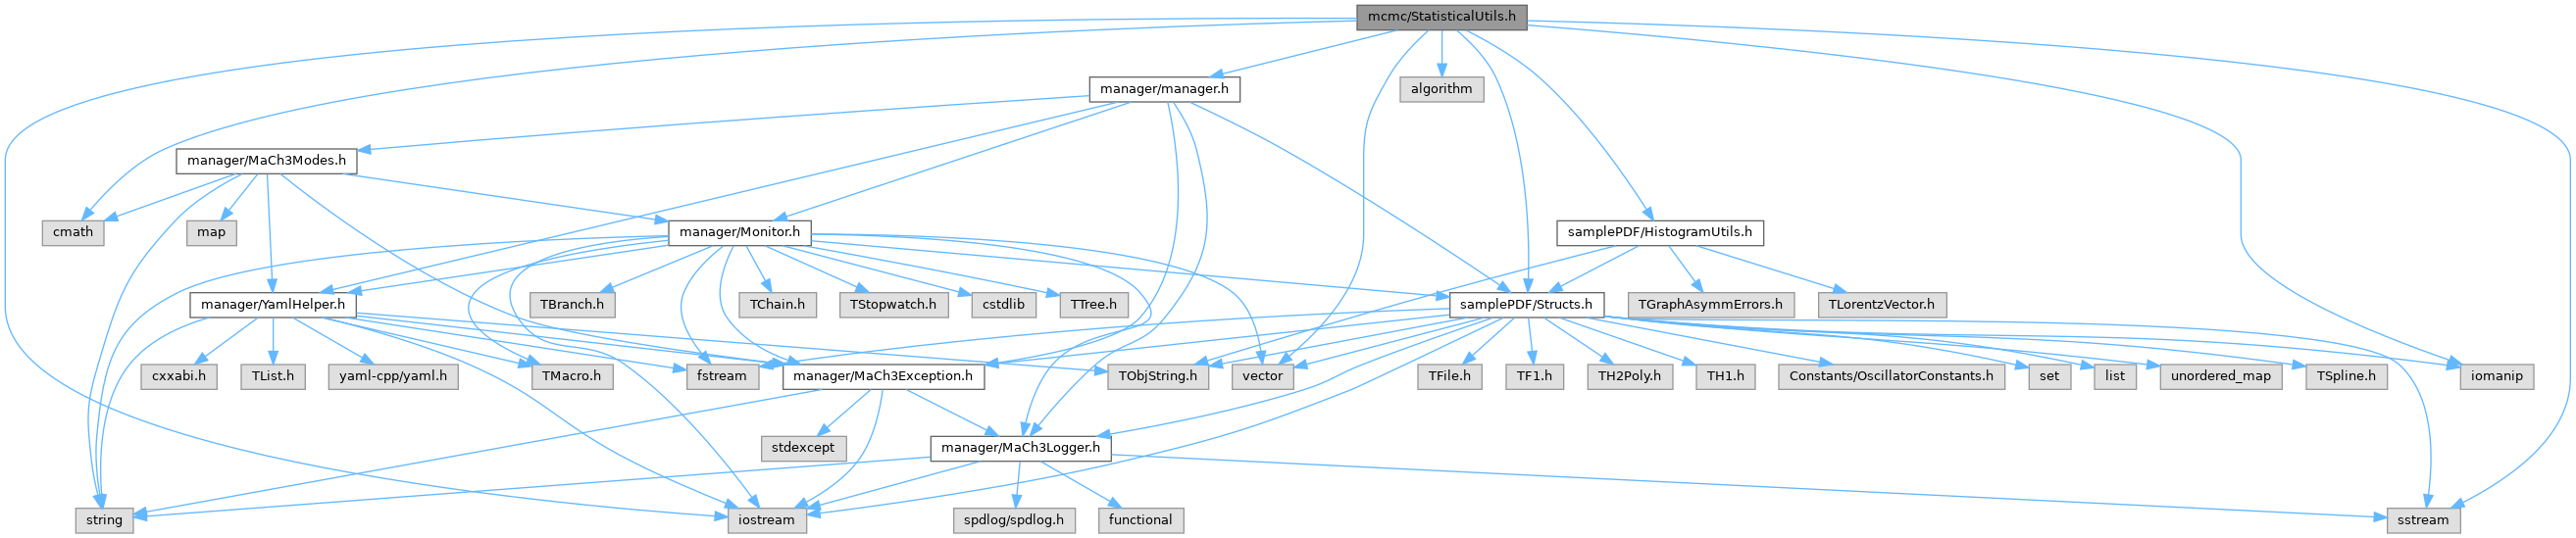 mcmc/StatisticalUtils.h
manager/manager.h
algorithm
manager/MaCh3Modes.h
cmath
map
manager/Monitor.h
samplePDF/HistogramUtils.h
manager/YamlHelper.h
TBranch.h
TChain.h
TStopwatch.h
cstdlib
TTree.h
samplePDF/Structs.h
TGraphAsymmErrors.h
TLorentzVector.h
cxxabi.h
TList.h
yaml-cpp/yaml.h
TMacro.h
fstream
manager/MaCh3Exception.h
TObjString.h
vector
TFile.h
TF1.h
TH2Poly.h
TH1.h
Constants/OscillatorConstants.h
set
list
unordered_map
TSpline.h
iomanip
stdexcept
manager/MaCh3Logger.h
string
iostream
spdlog/spdlog.h
functional
sstream